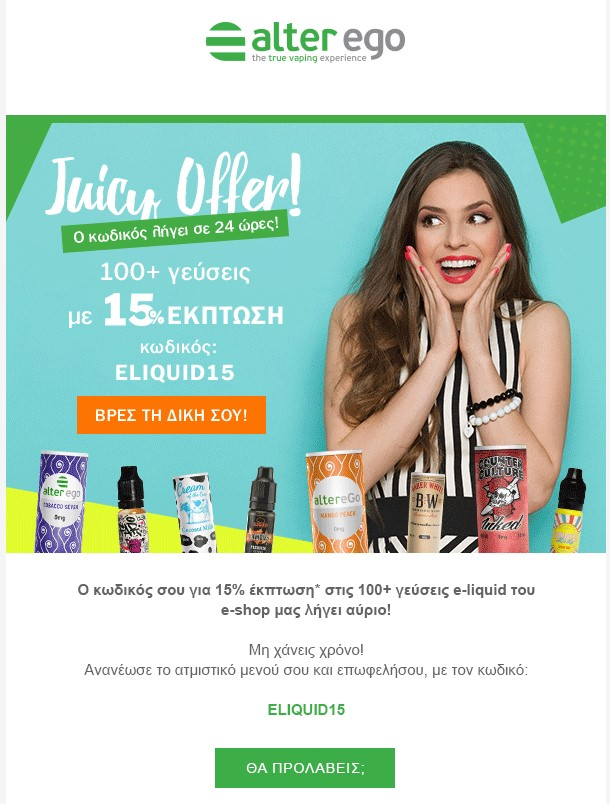 alter ego
the true vaping experience
Juicy Offer!
Ο κωδικός λήγει σε 24 ώρες!
100+ γεύσεις
με 15% ΕΚΠΤΩΣΗ
κωδικός:
ELIQUID15
ΒΡΕΣ ΤΗ ΔΙΚΗ ΣΟΥ!
alter ego
TOBACCO SEVEN
0mg
Cream
of the Crop
Coconut Milk
altereGo
MANGO PEACH
0mg
B&W
COUNTER
CULTURE
Inked
Ο κωδικός σου για 15% έκπτωση* στις 100+ γεύσεις e-liquid του
e-shop μας λήγει αύριο!
Μη χάνεις χρόνο!
Ανανέωσε το ατμιστικό μενού σου και επωφελήσου, με τον κωδικό:
ELIQUID15
ΘΑ ΠΡΟΛΑΒΕΙΣ;